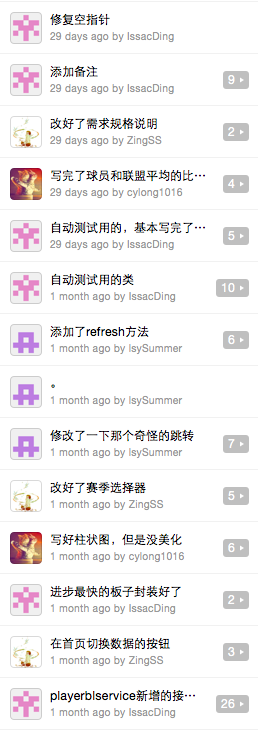 修复空指针
29 days ago by IssacDing
添加备注
29 days ago by IssacDing
9
改好了需求规格说明
29 days ago by ZingSS
2
写完了球员和联盟平均的比…
29 days ago by cylong1016
4
自动测试用的，基本写完了…
29 days ago by IssacDing
5
自动测试用的类
1 month ago by IssacDing
10
添加了refresh方法
1 month ago by lsySummer
6
。
1 month ago by lsySummer
修改了一下那个奇怪的跳转
1 month ago by lsySummer
7
改好了赛季选择器
1 month ago by ZingSS
5
写好柱状图，但是没美化
1 month ago by cylong1016
6
进步最快的板子封装好了
1 month ago by IssacDing
2
在首页切换数据的按钮
1 month ago by ZingSS
3
playerblservice新增的接…
1 month ago by IssacDing
26